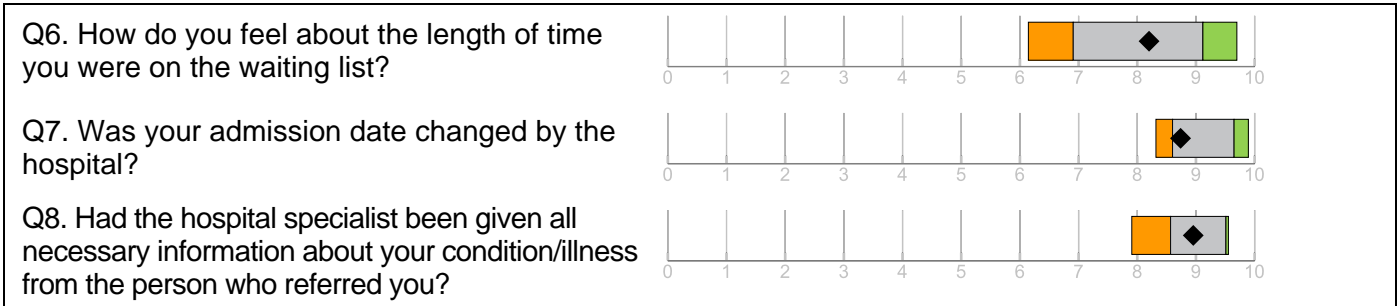 Q6. How do you feel about the length of time
you were on the waiting list?
0 1 2 3 4 5 6 7 8 9 10
Q7. Was your admission date changed by the
hospital?
0 1 2 3 4 5 6 7 8 9 10
Q8. Had the hospital specialist been given all
necessary information about your condition/illness
from the person who referred you?
0 1 2 3 4 5 6 7 8 9 10